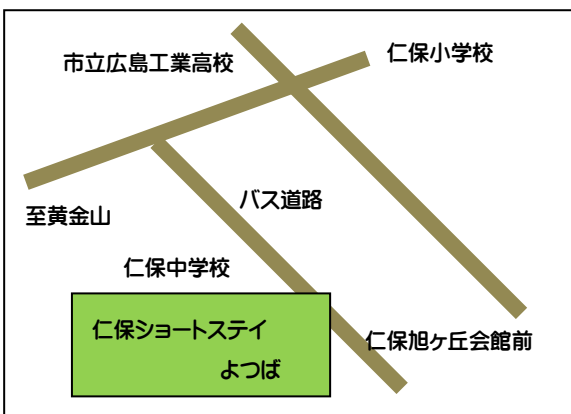 仁保小学校
市立広島工業高校
バス道路
至黄金山
仁保中学校
仁保ショートステイ
よつば
仁保旭ヶ丘会館前